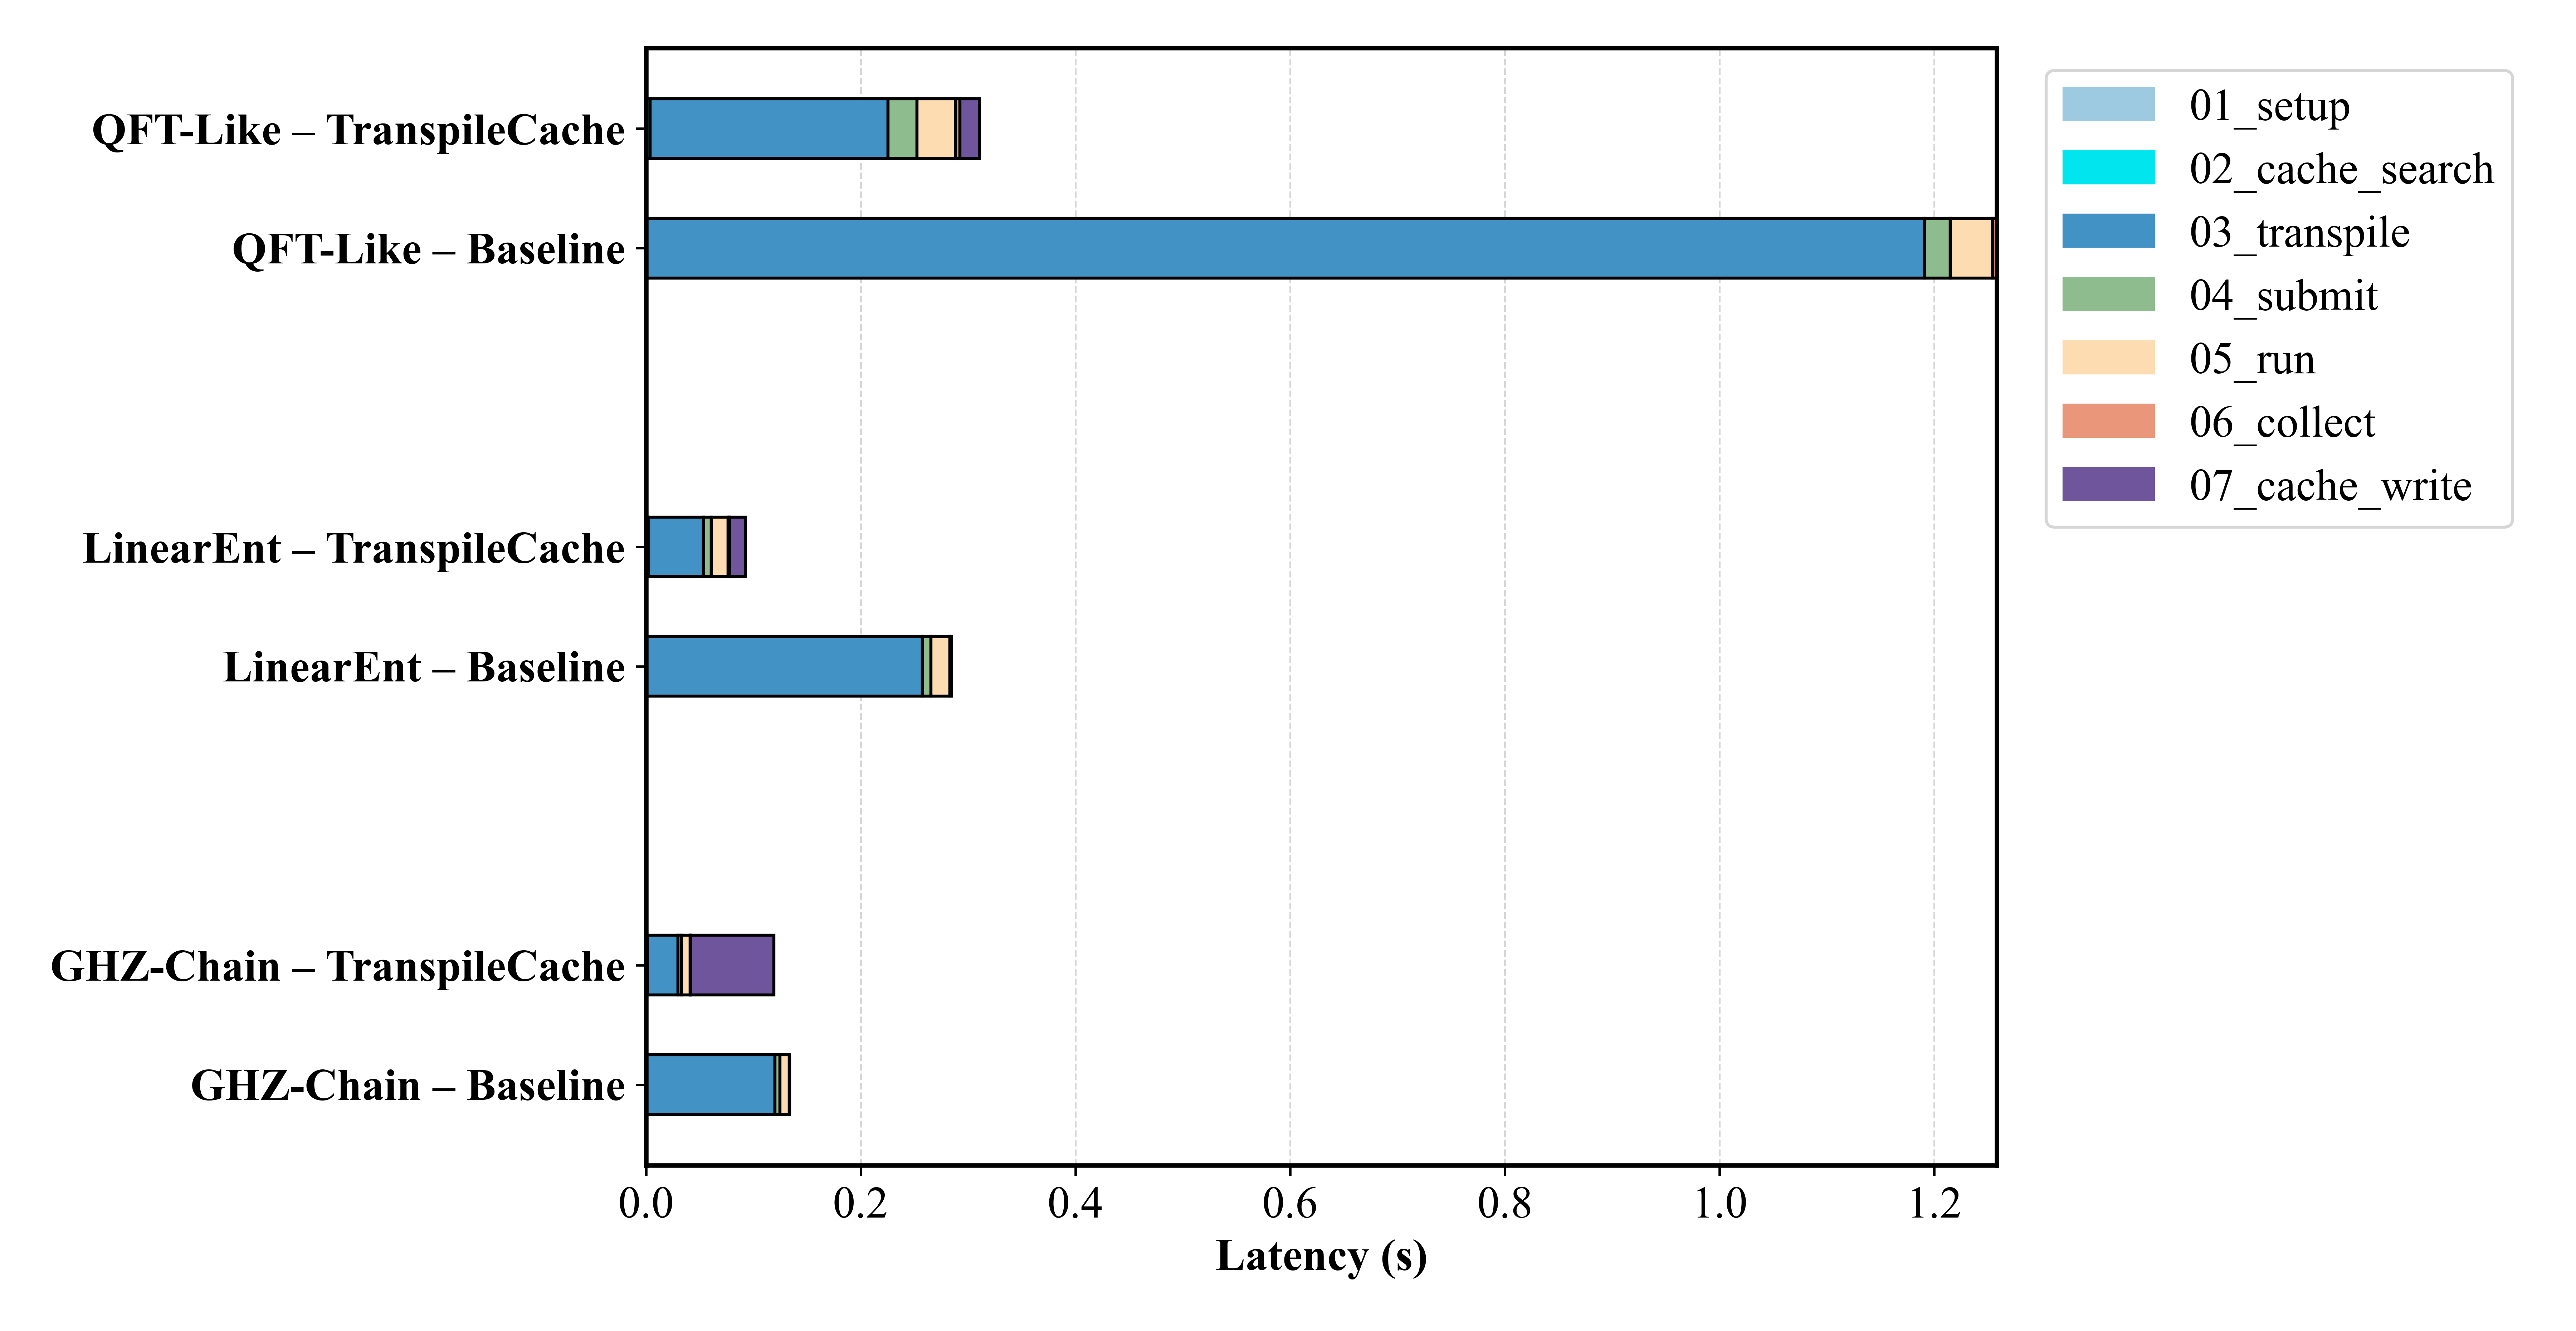 QFT-Like – TranspileCache
QFT-Like – Baseline
LinearEnt – TranspileCache
LinearEnt – Baseline
GHZ-Chain – TranspileCache
GHZ-Chain – Baseline
0.0 0.2 0.4 0.6 0.8 1.0 1.2
Latency (s)
01_setup
02_cache_search
03_transpile
04_submit
05_run
06_collect
07_cache_write